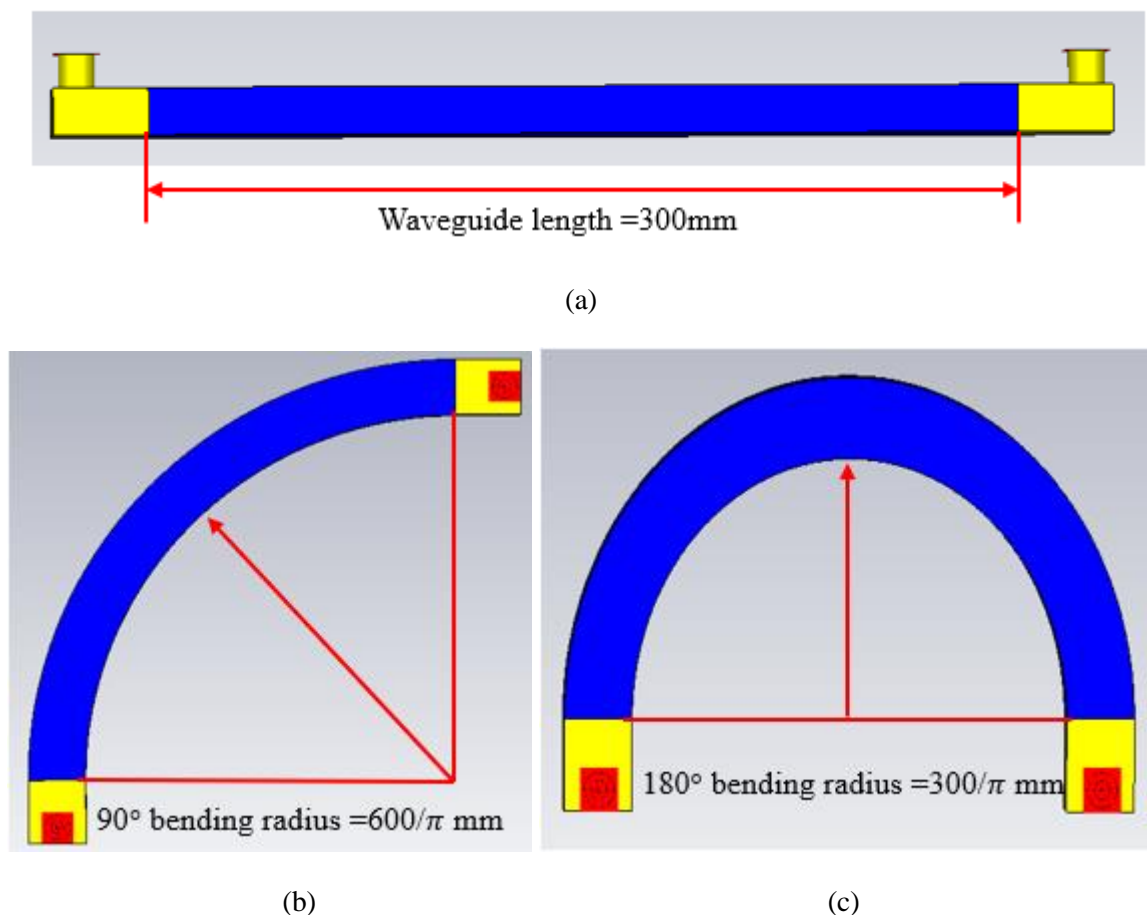 Waveguide length =300mm
(a)
90° bending radius =600/π mm
180° bending radius =300/π mm
(b)
(c)